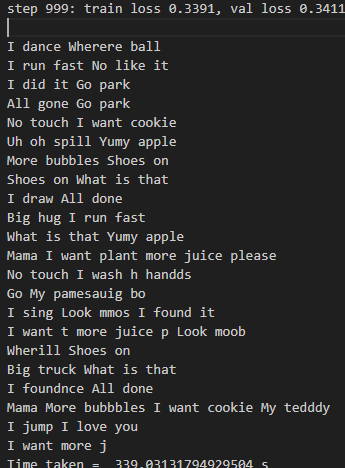 step 999: train loss 0.3391, val loss 0.3411
I dance Wherere ball
I run fast No like it
I did it Go park
All gone Go park
No touch I want cookie
Uh oh spill Yumy apple
More bubbles Shoes on
Shoes on What is that
I draw All done
Big hug I run fast
What is that Yumy apple
Mama I want plant more juice please
No touch I wash h handds
Go My pamesauig bo
I sing Look mmos I found it
I want t more juice p Look moob
Wherill Shoes on
Big truck What is that
I foundnce All done
Mama More bubbbles I want cookie My tedddy
I jump I love you
I want more j
Time taken =  339.03131794929504 s